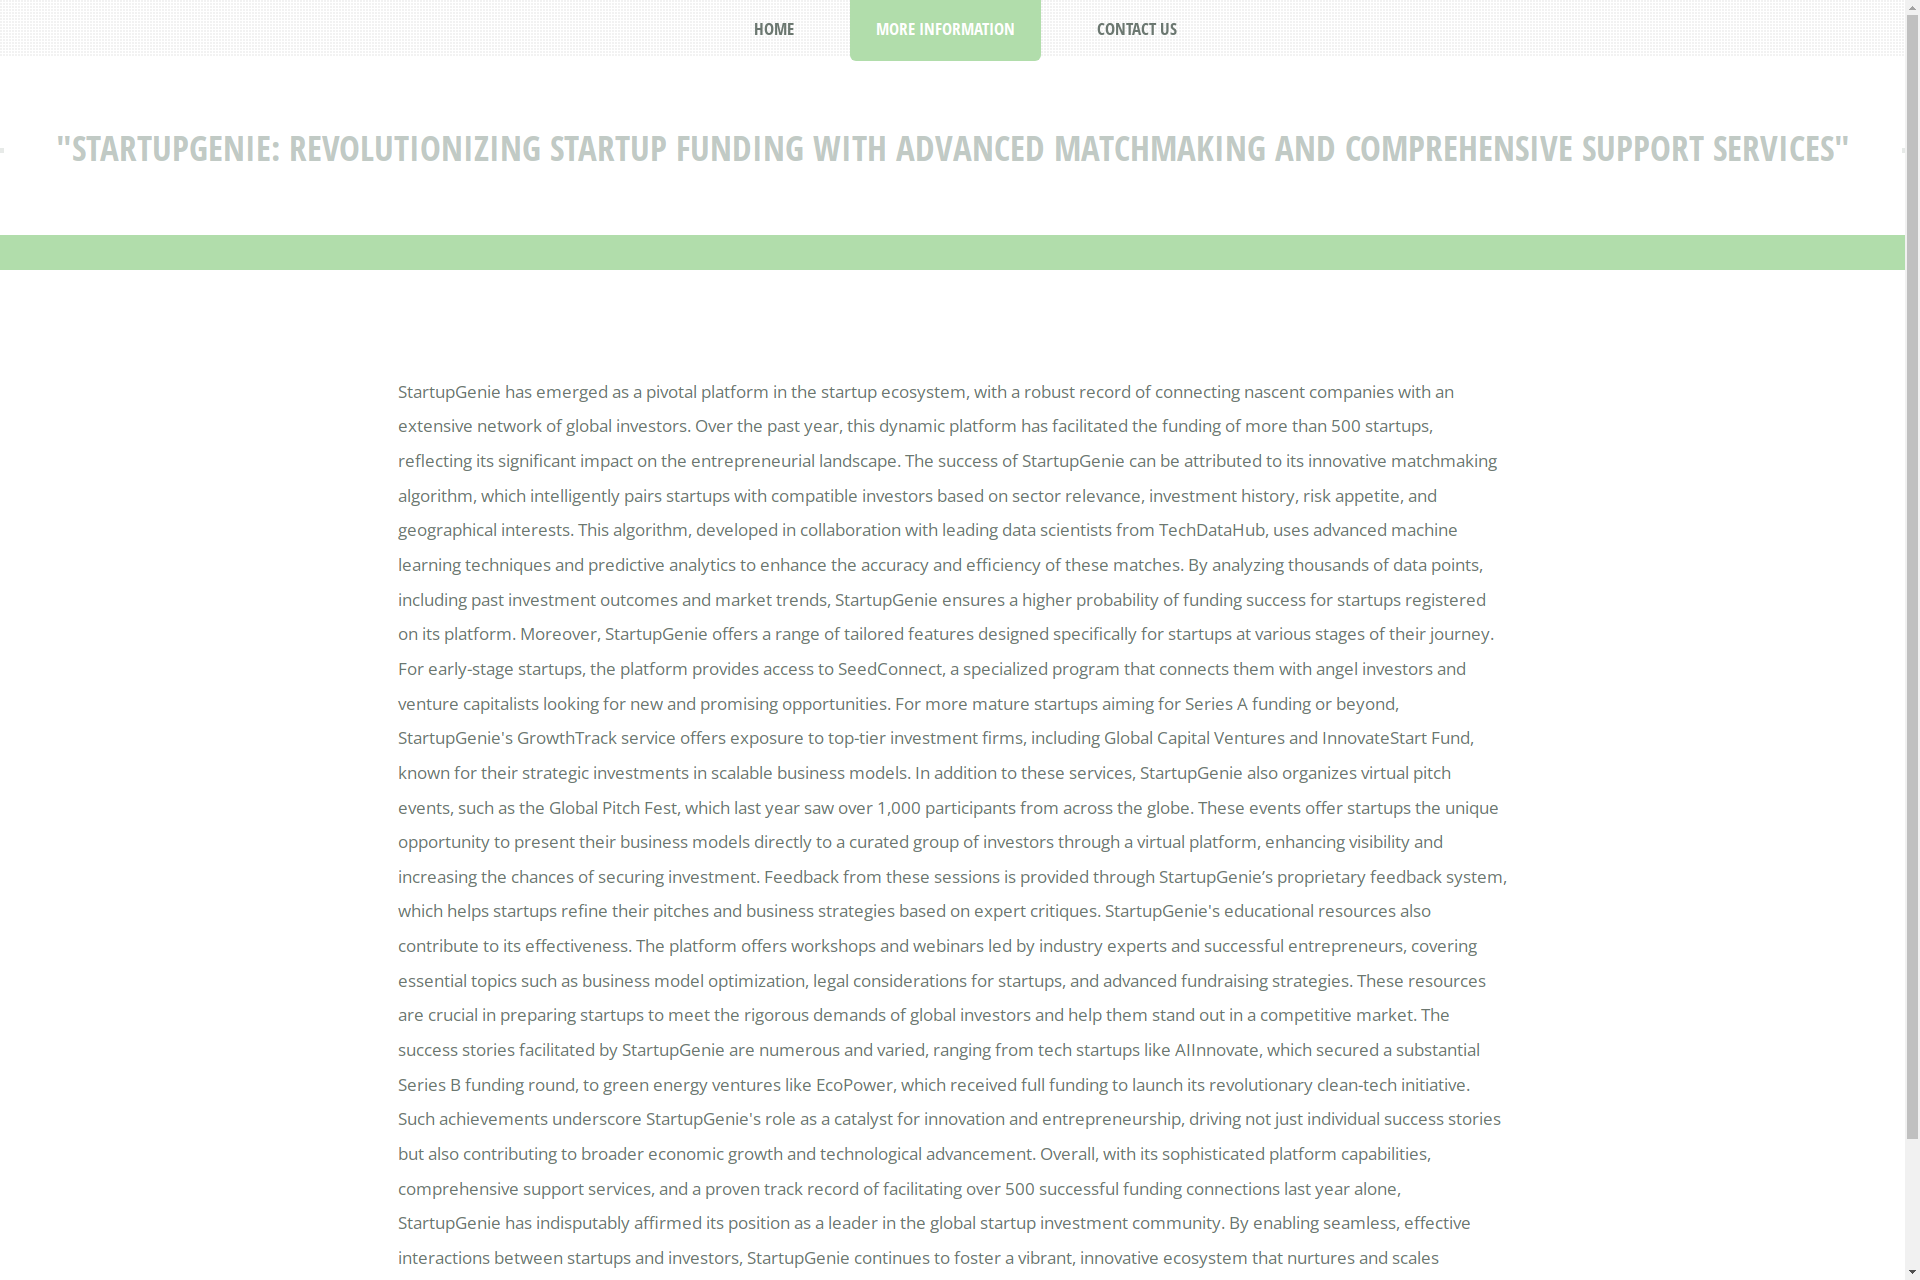 HOME
MORE INFORMATION
CONTACT US
"STARTUPGENIE: REVOLUTIONIZING STARTUP FUNDING WITH ADVANCED MATCHMAKING AND COMPREHENSIVE SUPPORT SERVICES"
StartupGenie has emerged as a pivotal platform in the startup ecosystem, with a robust record of connecting nascent companies with an
extensive network of global investors. Over the past year, this dynamic platform has facilitated the funding of more than 500 startups,
reflecting its significant impact on the entrepreneurial landscape. The success of StartupGenie can be attributed to its innovative matchmaking
algorithm, which intelligently pairs startups with compatible investors based on sector relevance, investment history, risk appetite, and
geographical interests. This algorithm, developed in collaboration with leading data scientists from TechDataHub, uses advanced machine
learning techniques and predictive analytics to enhance the accuracy and efficiency of these matches. By analyzing thousands of data points,
including past investment outcomes and market trends, StartupGenie ensures a higher probability of funding success for startups registered
on its platform. Moreover, StartupGenie offers a range of tailored features designed specifically for startups at various stages of their journey.
For early-stage startups, the platform provides access to SeedConnect, a specialized program that connects them with angel investors and
venture capitalists looking for new and promising opportunities. For more mature startups aiming for Series A funding or beyond,
StartupGenie's GrowthTrack service offers exposure to top-tier investment firms, including Global Capital Ventures and InnovateStart Fund,
known for their strategic investments in scalable business models. In addition to these services, StartupGenie also organizes virtual pitch
events, such as the Global Pitch Fest, which last year saw over 1,000 participants from across the globe. These events offer startups the unique
opportunity to present their business models directly to a curated group of investors through a virtual platform, enhancing visibility and
increasing the chances of securing investment. Feedback from these sessions is provided through StartupGenie’s proprietary feedback system,
which helps startups refine their pitches and business strategies based on expert critiques. StartupGenie's educational resources also
contribute to its effectiveness. The platform offers workshops and webinars led by industry experts and successful entrepreneurs, covering
essential topics such as business model optimization, legal considerations for startups, and advanced fundraising strategies. These resources
are crucial in preparing startups to meet the rigorous demands of global investors and help them stand out in a competitive market. The
success stories facilitated by StartupGenie are numerous and varied, ranging from tech startups like AIInnovate, which secured a substantial
Series B funding round, to green energy ventures like EcoPower, which received full funding to launch its revolutionary clean-tech initiative.
Such achievements underscore StartupGenie's role as a catalyst for innovation and entrepreneurship, driving not just individual success stories
but also contributing to broader economic growth and technological advancement. Overall, with its sophisticated platform capabilities,
comprehensive support services, and a proven track record of facilitating over 500 successful funding connections last year alone,
StartupGenie has indisputably affirmed its position as a leader in the global startup investment community. By enabling seamless, effective
interactions between startups and investors, StartupGenie continues to foster a vibrant, innovative ecosystem that nurtures and scales